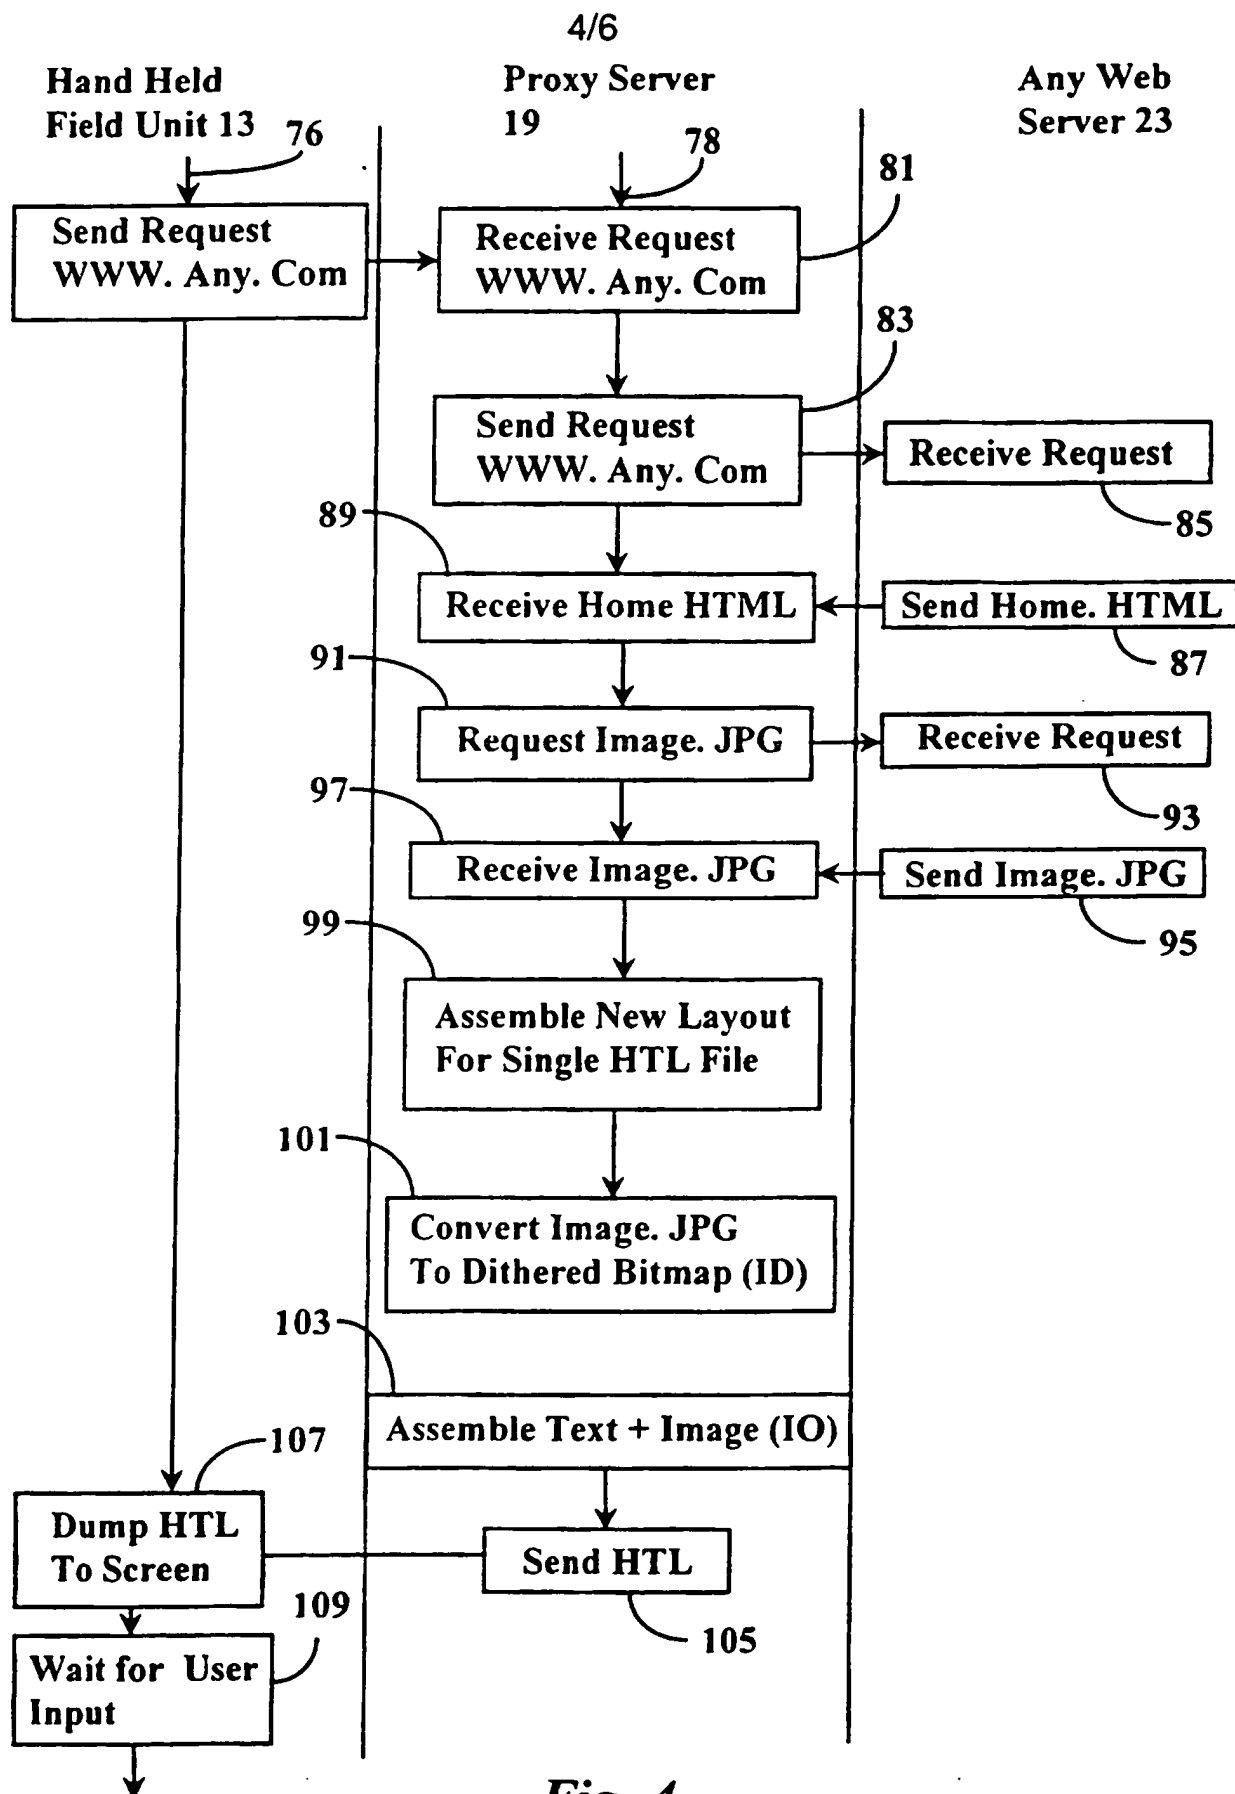 4/6
Hand Held
Field Unit 13
Proxy Server
19
Any Web
Server 23
76
78
81
Send Request
WWW. Any. Com
Receive Request
WWW. Any. Com
83
Send Request
WWW. Any. Com
Receive Request
85
89
Receive Home HTML
Send Home. HTML
87
91
Request Image. JPG
Receive Request
93
97
Receive Image. JPG
Send Image. JPG
95
99
Assemble New Layout
For Single HTL File
101
Convert Image. JPG
To Dithered Bitmap (ID)
103
Assemble Text + Image (IO)
107
Dump HTL
To Screen
Send HTL
105
109
Wait for User
Input
Fig. 4